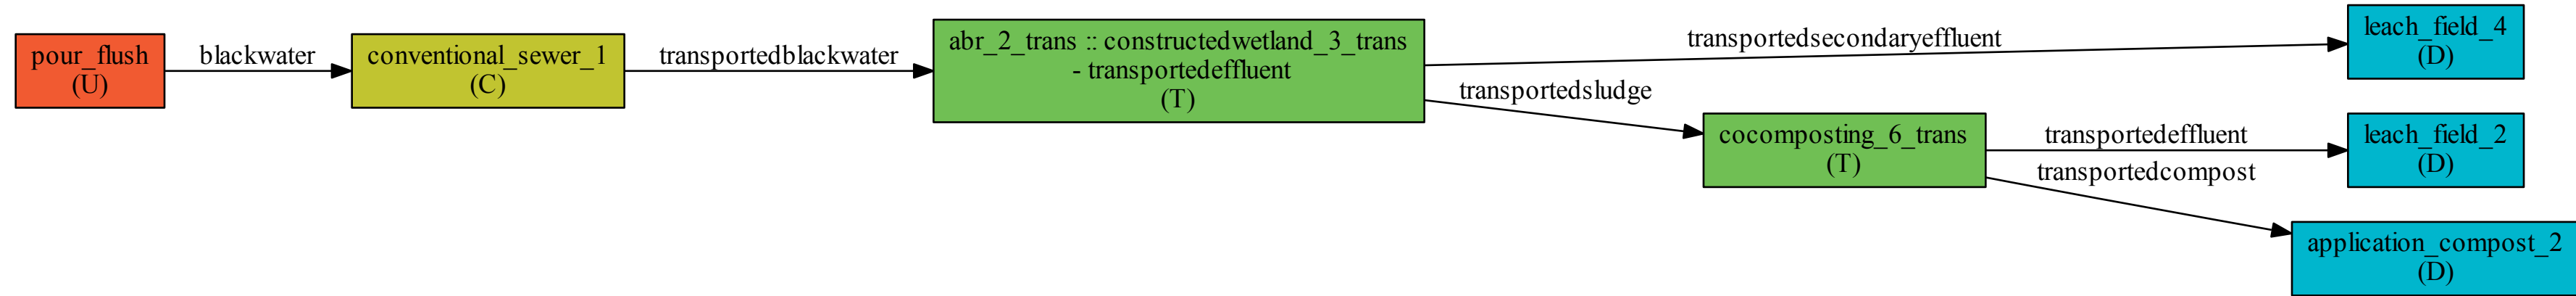 pour_flush
(U)
blackwater
conventional_sewer_1
(C)
transportedblackwater
abr_2_trans :: constructedwetland_3_trans
- transportedeffluent
(T)
transportedsecondaryeffluent
leach_field_4
(D)
transportedsludge
cocomposting_6_trans
(T)
transportedeffluent
leach_field_2
(D)
transportedcompost
application_compost_2
(D)